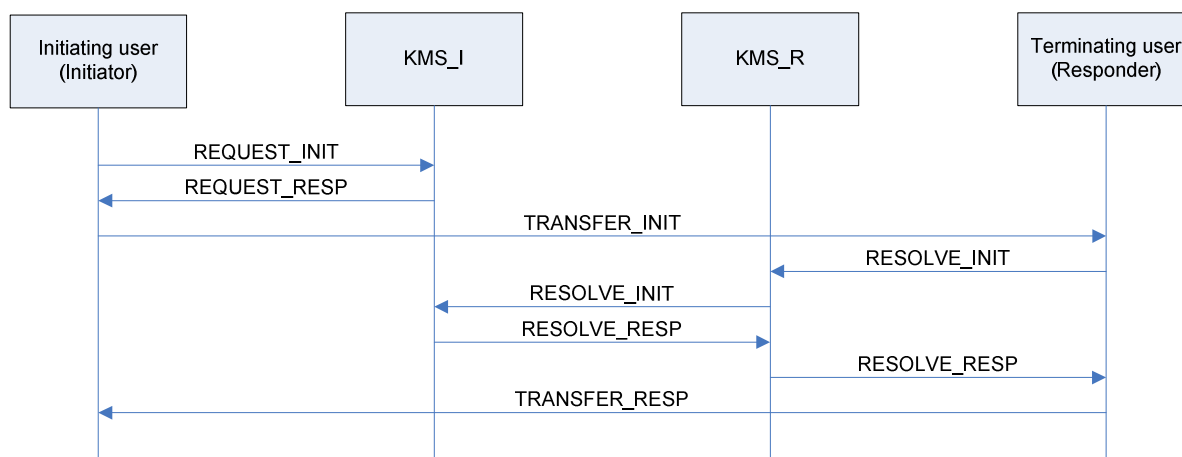 Initiating user
(Initiator)
KMS_I
KMS_R
Terminating user
(Responder)
REQUEST_INIT
REQUEST_RESP
TRANSFER_INIT
RESOLVE_INIT
RESOLVE_INIT
RESOLVE_RESP
RESOLVE_RESP
TRANSFER_RESP